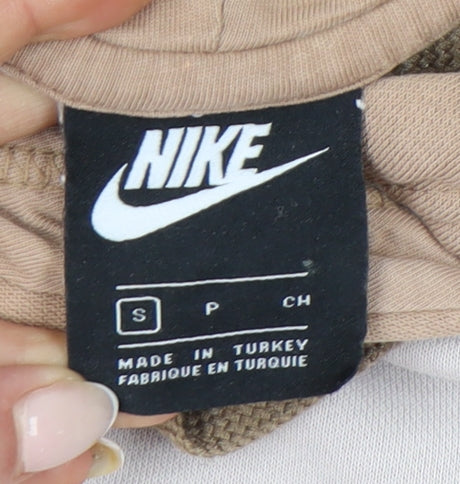 NIKE
S P CH
MADE IN TURKEY
FABRIQUE EN TURQUIE